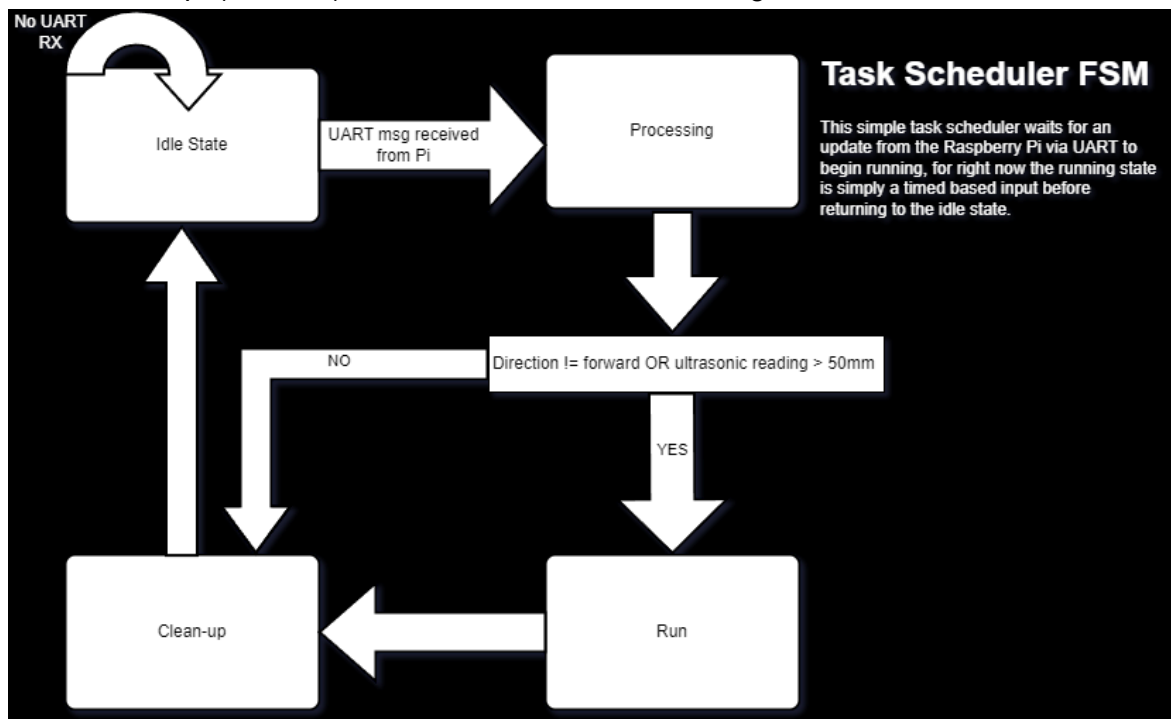 No UART
RX
Idle State
UART msg received
from Pi
Processing
Task Scheduler FSM
This simple task scheduler waits for an
update from the Raspberry Pi via UART to
begin running, for right now the running state
is simply a timed based input before
returning to the idle state.
NO
Direction != forward OR ultrasonic reading > 50mm
YES
Clean-up
Run